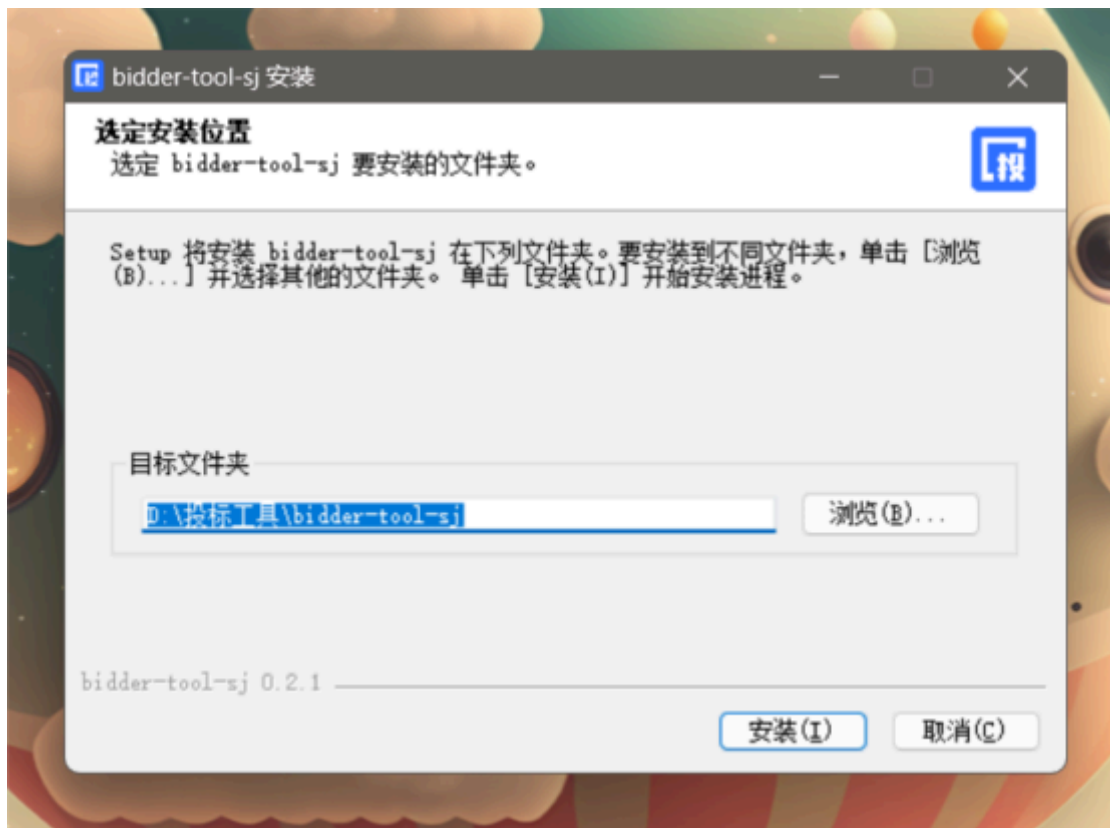 bidder-tool-sj 安装
选定安装位置
选定 bidder-tool-sj 要安装的文件夹。
投
Setup 将安装 bidder-tool-sj 在下列文件夹。要安装到不同文件夹，单击 [浏览
(B)...] 并选择其他的文件夹。 单击 [安装(I)] 开始安装进程。
目标文件夹
D:\投标工具\bidder-tool-sj
浏览(B)...
bidder-tool-sj 0.2.1
安装(I)
取消(C)